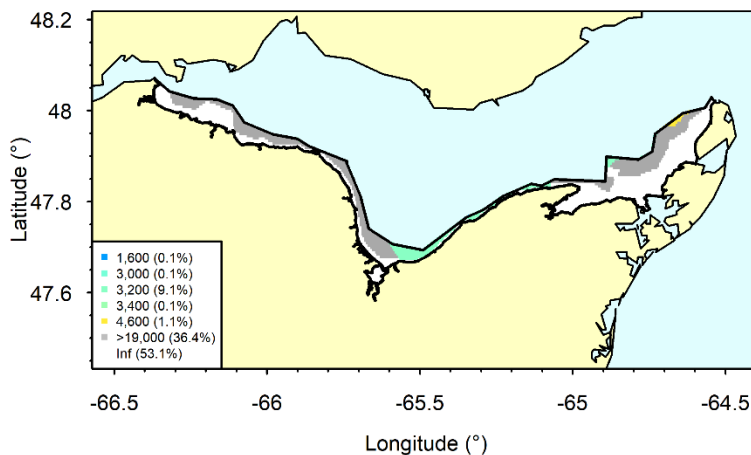 48.2
48
47.8
47.6
Latitude (°)
1,600 (0.1%)
3,000 (0.1%)
3,200 (9.1%)
3,400 (0.1%)
4,600 (1.1%)
>19,000 (36.4%)
Inf (53.1%)
-66.5 -66 -65.5 -65 -64.5
Longitude (°)